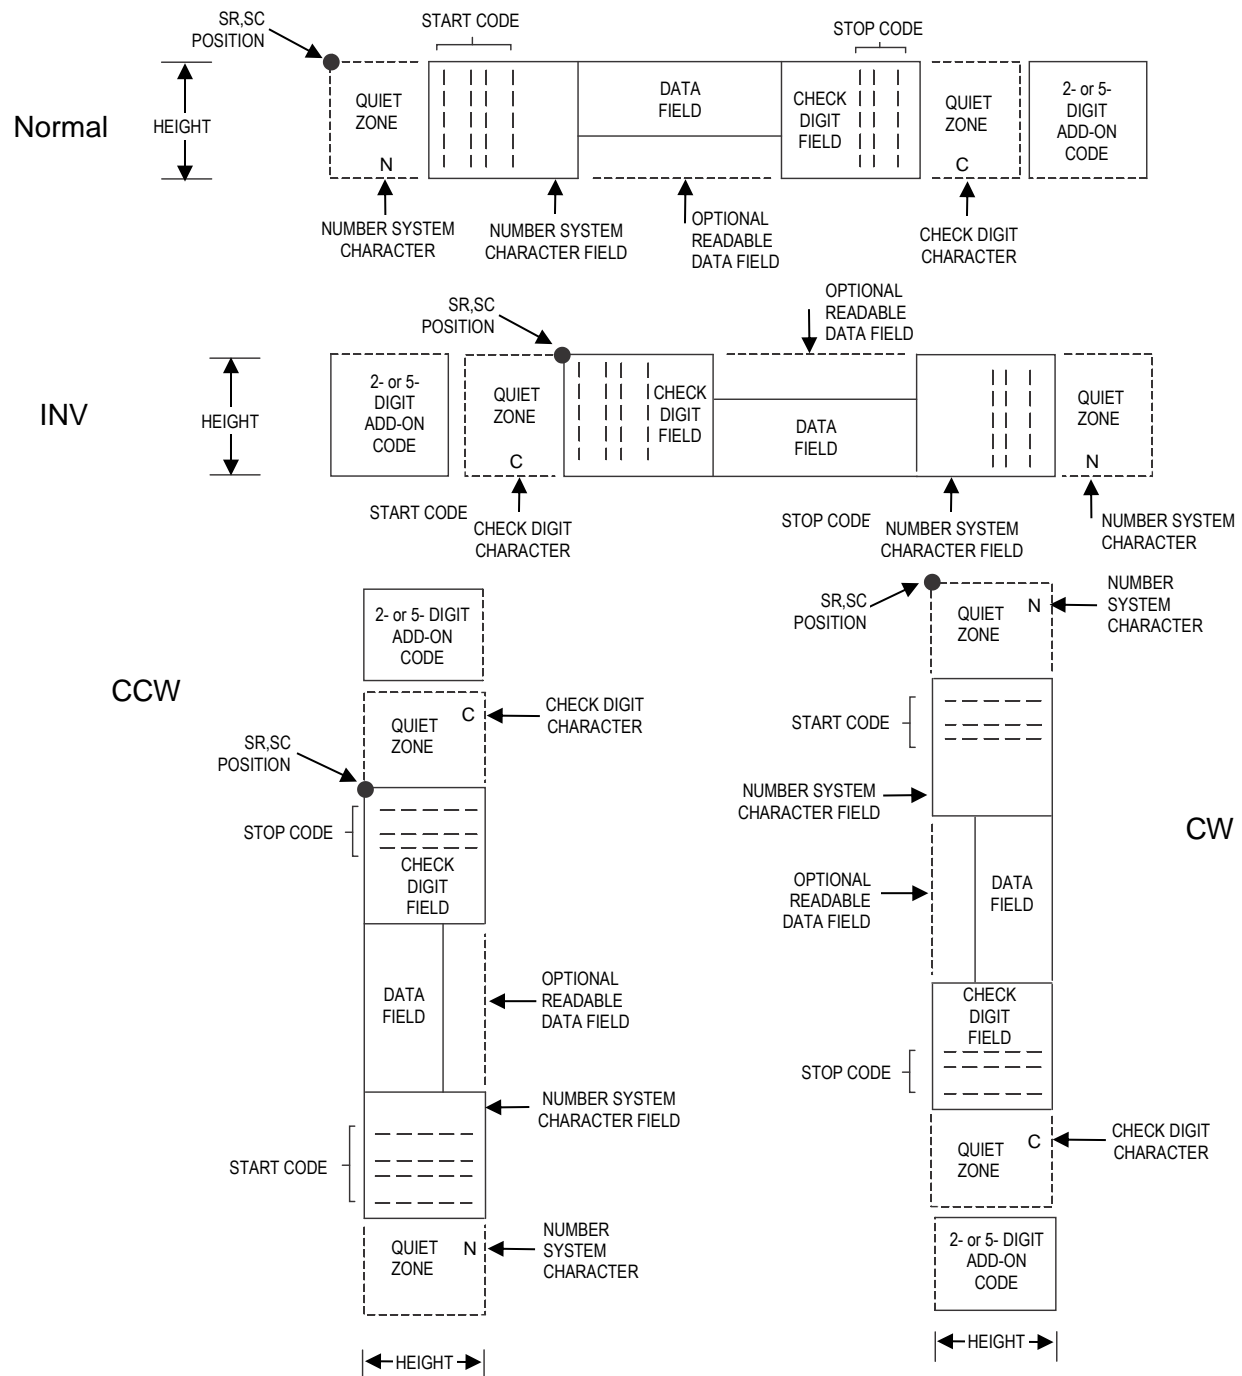 SR,SC
POSITION
START CODE
STOP CODE
Normal
HEIGHT
QUIET
ZONE
N
DATA
FIELD
CHECK
DIGIT
FIELD
QUIET
ZONE
C
2- or 5-
DIGIT
ADD-ON
CODE
NUMBER SYSTEM
CHARACTER
NUMBER SYSTEM
CHARACTER FIELD
OPTIONAL
READABLE
DATA FIELD
CHECK DIGIT
CHARACTER
SR,SC
POSITION
OPTIONAL
READABLE
DATA FIELD
INV
HEIGHT
2- or 5-
DIGIT
ADD-ON
CODE
QUIET
ZONE
C
CHECK
DIGIT
FIELD
DATA
FIELD
QUIET
ZONE
N
START CODE
CHECK DIGIT
CHARACTER
STOP CODE
NUMBER SYSTEM
CHARACTER FIELD
NUMBER SYSTEM
CHARACTER
CCW
2- or 5- DIGIT
ADD-ON
CODE
QUIET
ZONE
C
CHECK DIGIT
CHARACTER
SR,SC
POSITION
STOP CODE
CHECK
DIGIT
FIELD
DATA
FIELD
OPTIONAL
READABLE
DATA FIELD
NUMBER SYSTEM
CHARACTER FIELD
START CODE
QUIET
ZONE
N
NUMBER
SYSTEM
CHARACTER
HEIGHT
SR,SC
POSITION
QUIET
ZONE
N
NUMBER
SYSTEM
CHARACTER
START CODE
NUMBER SYSTEM
CHARACTER FIELD
CW
OPTIONAL
READABLE
DATA FIELD
DATA
FIELD
CHECK
DIGIT
FIELD
STOP CODE
QUIET
ZONE
C
CHECK DIGIT
CHARACTER
2- or 5- DIGIT
ADD-ON
CODE
HEIGHT